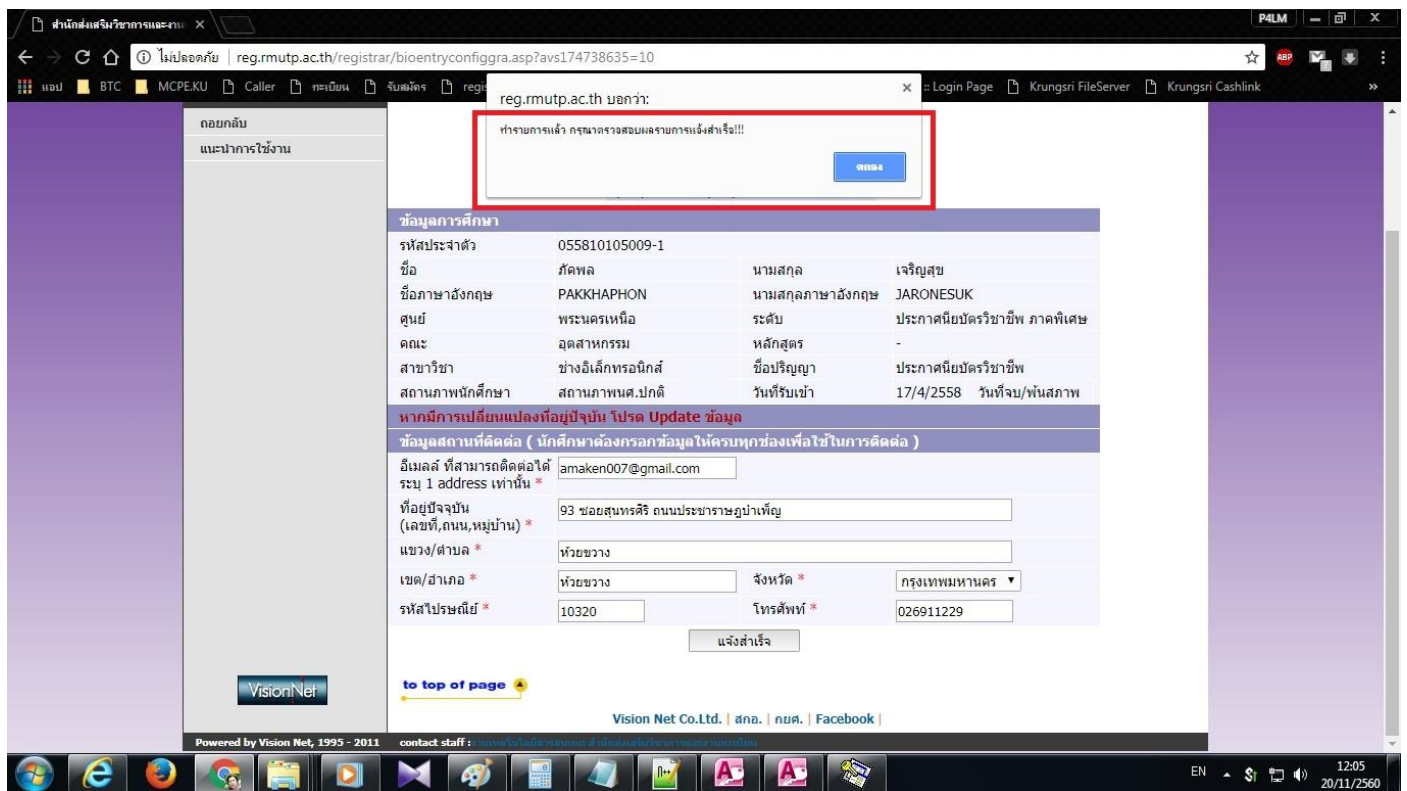 สำนักส่งเสริมวิชาการและงาน
P4LM
ไม่ปลอดภัย | reg.rmutp.ac.th/registrar/bioentryconfiggra.asp?avs174738635=10
ABP
แอป BTC MCPE.KU Caller ทะเบียน รับสมัคร regis :: Login Page Krungsri FileServer Krungsri Cashlink »
reg.rmutp.ac.th บอกว่า:
ทำรายการแล้ว กรุณาตรวจสอบผลรายการแจ้งสำเร็จ!!!
ตกลง
ถอยกลับ
แนะนำการใช้งาน
ข้อมูลการศึกษา
รหัสประจำตัว 055810105009-1
ชื่อ ภัคพล นามสกุล เจริญสุข
ชื่อภาษาอังกฤษ PAKKHAPHON นามสกุลภาษาอังกฤษ JARONESUK
ศูนย์ พระนครเหนือ ระดับ ประกาศนียบัตรวิชาชีพ ภาคพิเศษ
คณะ อุตสาหกรรม หลักสูตร -
สาขาวิชา ช่างอิเล็กทรอนิกส์ ชื่อปริญญา ประกาศนียบัตรวิชาชีพ
สถานภาพนักศึกษา สถานภาพนศ.ปกติ วันที่รับเข้า 17/4/2558 วันที่จบ/พ้นสภาพ
หากมีการเปลี่ยนแปลงที่อยู่ปัจุบัน โปรด Update ข้อมูล
ข้อมูลสถานที่ติดต่อ ( นักศึกษาต้องกรอกข้อมูลให้ครบทุกช่องเพื่อใช้ในการติดต่อ )
อีเมลล์ ที่สามารถติดต่อได้ amaken007@gmail.com
ระบุ 1 address เท่านั้น *
ที่อยู่ปัจจุบัน 93 ซอยสุนทรศิริ ถนนประชาราษฎบำเพ็ญ
(เลขที่,ถนน,หมู่บ้าน) *
แขวง/ตำบล * ห้วยขวาง
เขต/อำเภอ * ห้วยขวาง จังหวัด * กรุงเทพมหานคร
รหัสไปรษณีย์ * 10320 โทรศัพท์ * 026911229
แจ้งสำเร็จ
VisionNet
to top of page
Vision Net Co.Ltd. | สกอ. | กยศ. | Facebook |
Powered by Vision Net, 1995 - 2011 contact staff :
EN 12:05
20/11/2560